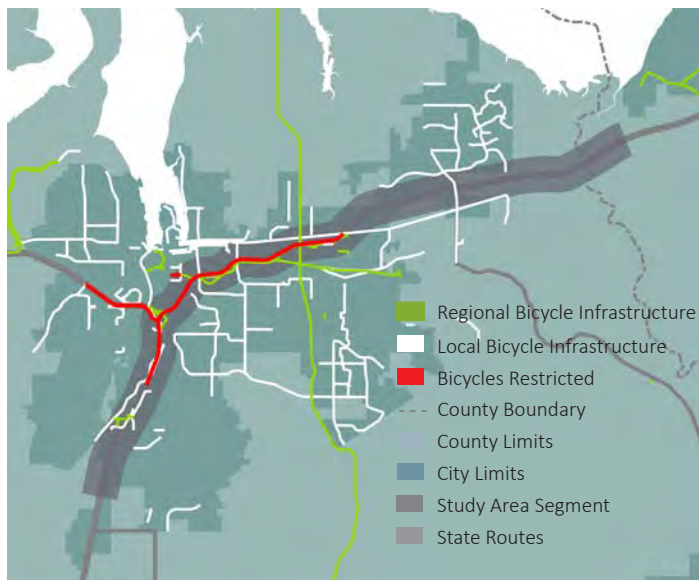 Regional Bicycle Infrastructure
Local Bicycle Infrastructure
Bicycles Restricted
County Boundary
County Limits
City Limits
Study Area Segment
State Routes